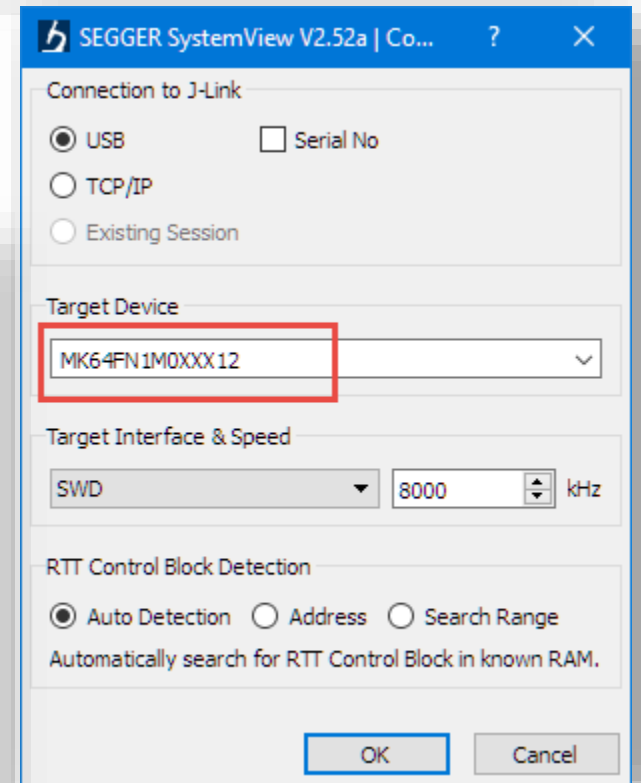 SEGGER SystemView V2.52a | Co... ? ×
Connection to J-Link
USB Serial No
TCP/IP
Existing Session
Target Device
MK64FN1M0XXX12
Target Interface & Speed
SWD 8000 kHz
RTT Control Block Detection
Auto Detection Address Search Range
Automatically search for RTT Control Block in known RAM.
OK Cancel